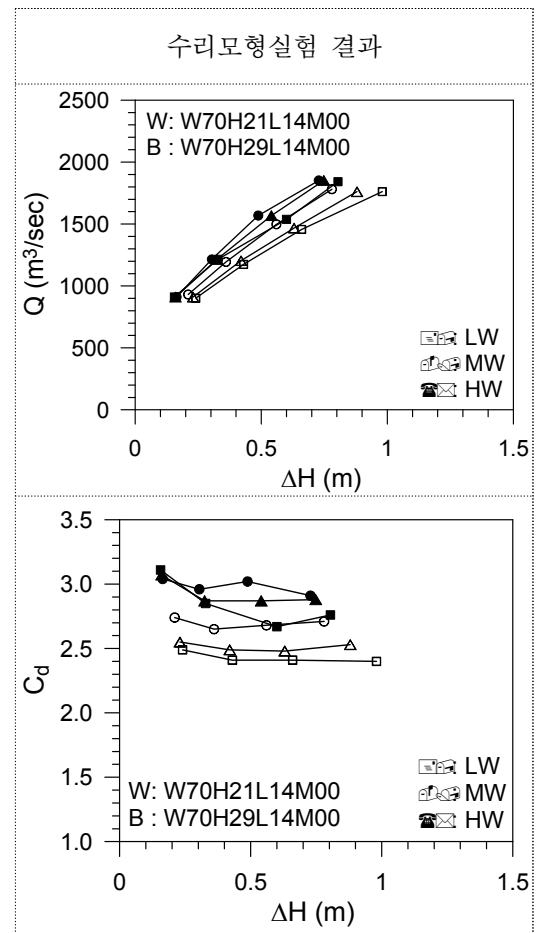 수리모형실험 결과
2500
2000
1500
1000
500
0
Q (m³/sec)
W: W70H21L14M00
B : W70H29L14M00
LW
MW
HW
0 0.5 1 1.5
ΔH (m)
3.5
3.0
2.5
2.0
1.5
1.0
C_d
W: W70H21L14M00
B : W70H29L14M00
LW
MW
HW
0 0.5 1 1.5
ΔH (m)